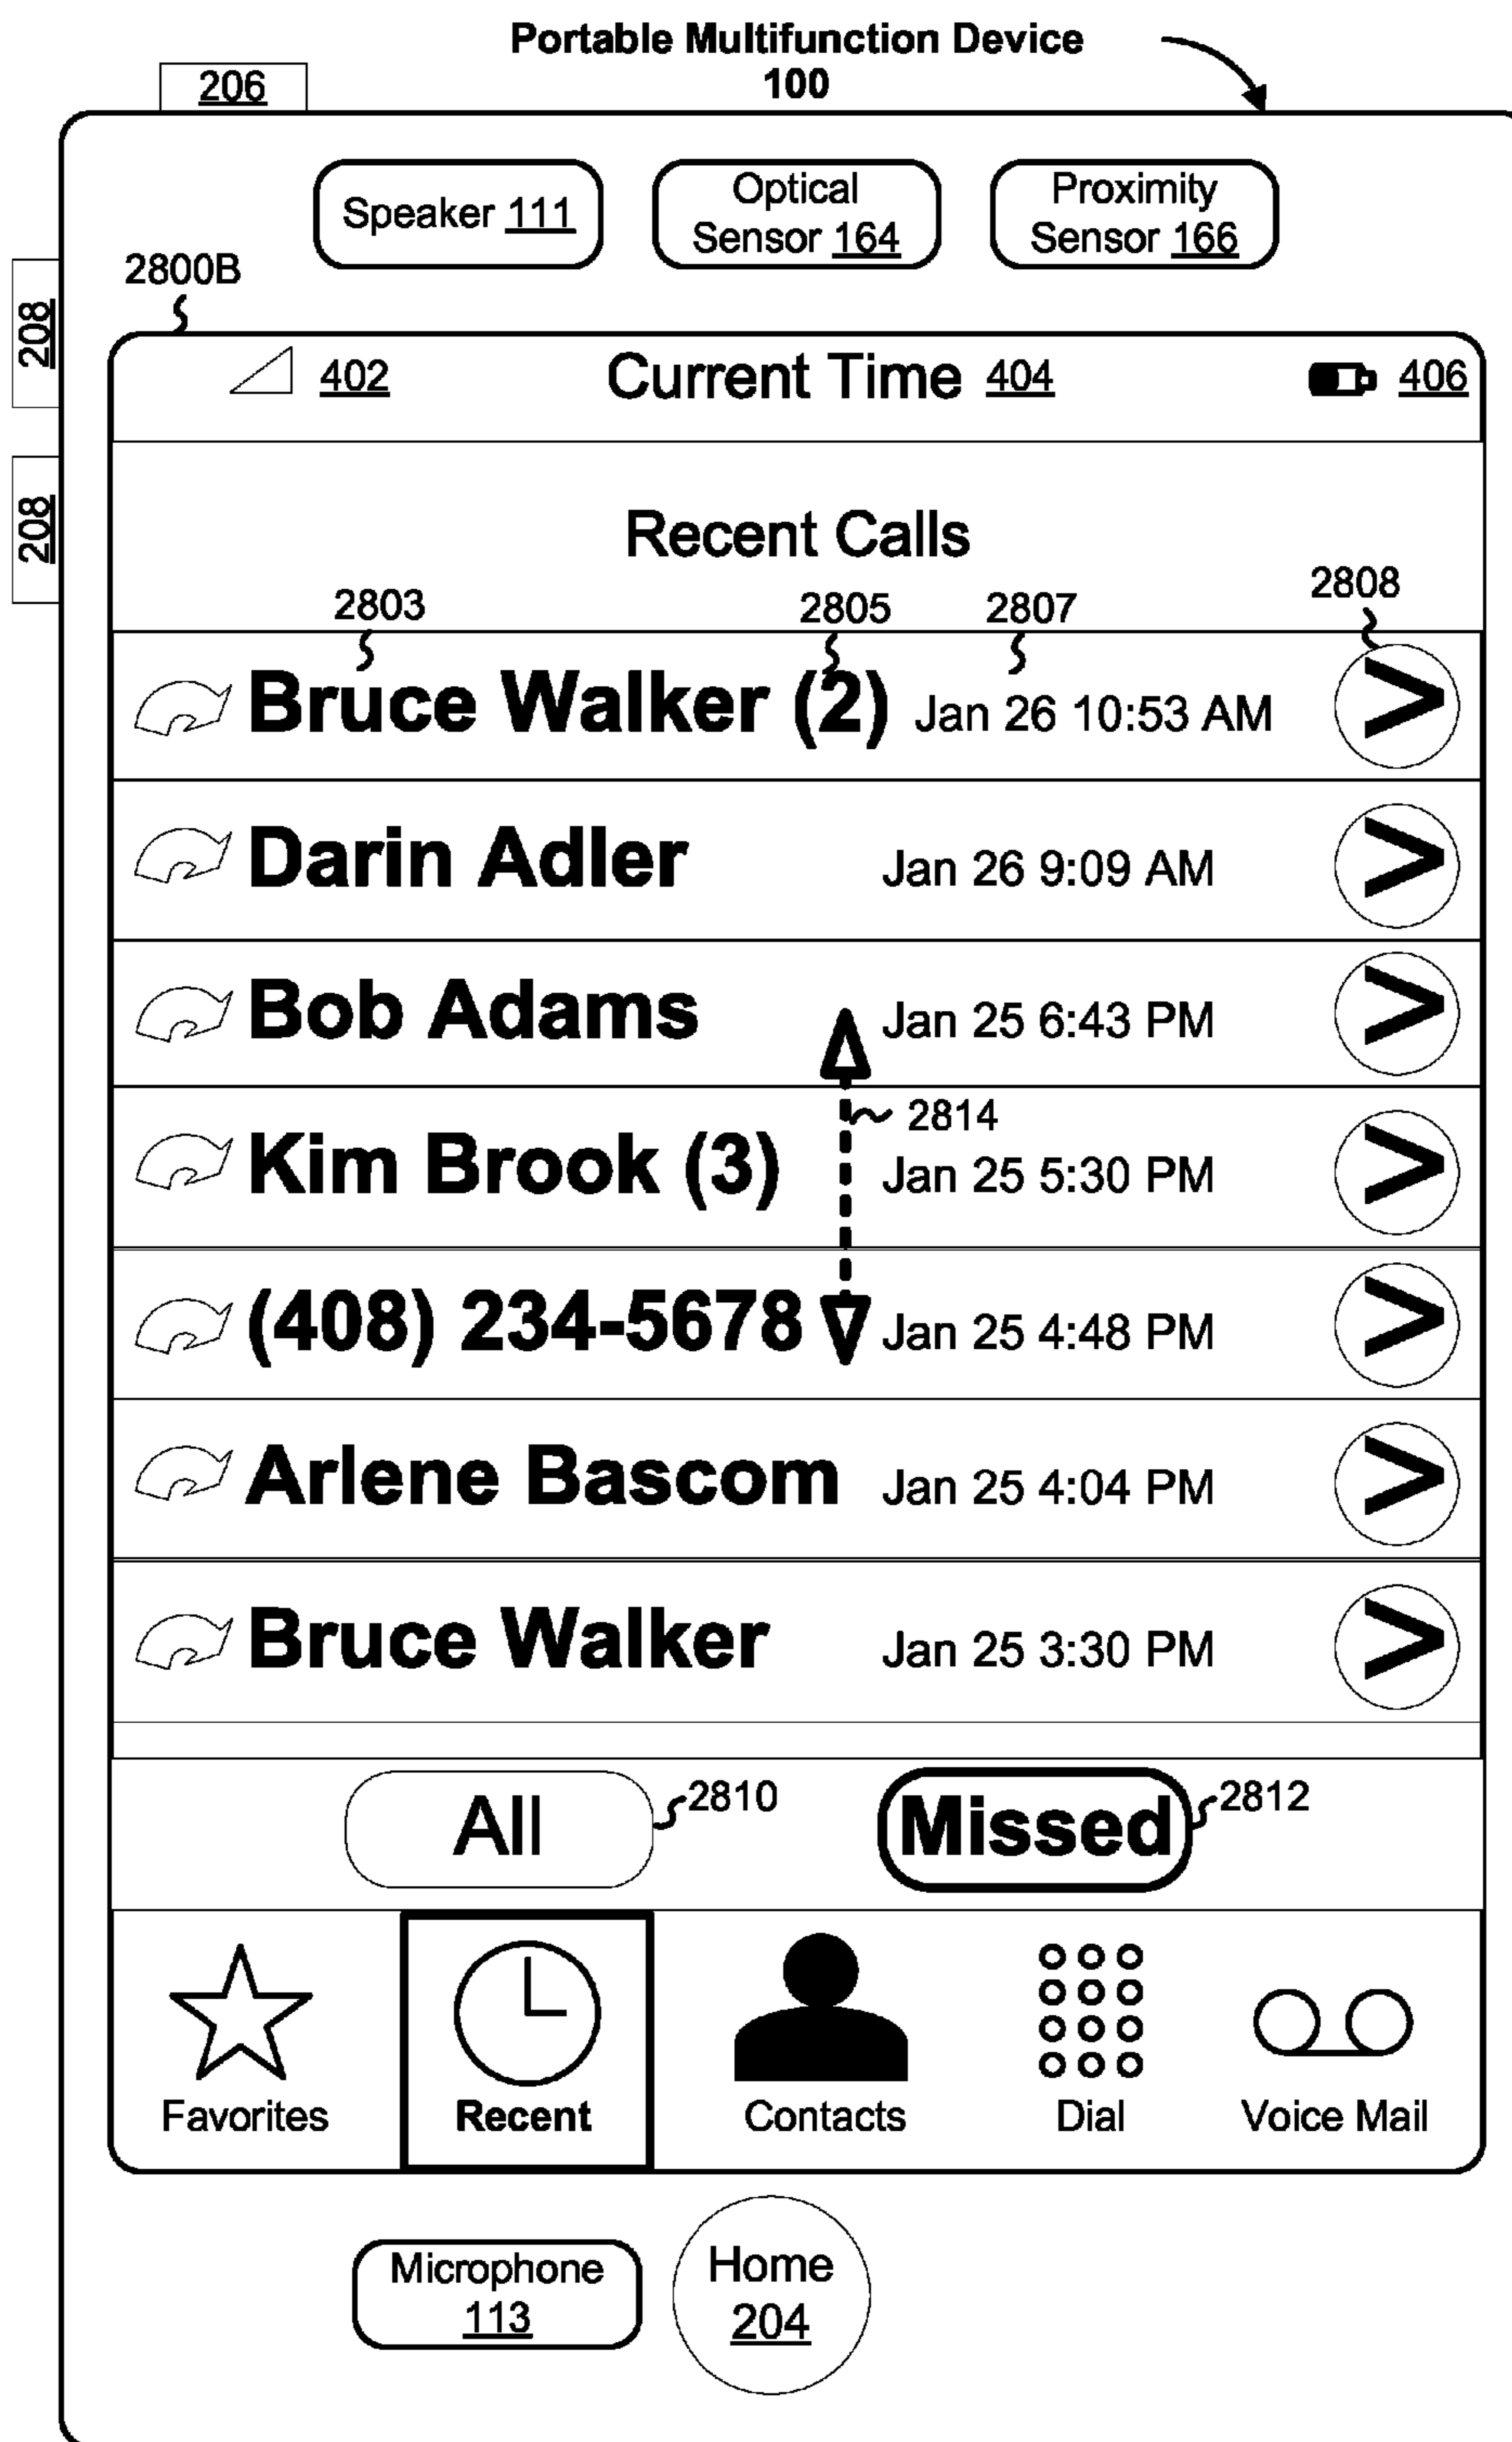 Portable Multifunction Device
100
206
Speaker 111
Optical
Sensor 164
Proximity
Sensor 166
2800B
208
402
Current Time 404
406
208
Recent Calls
2803
2805
2807
2808
Bruce Walker (2) Jan 26 10:53 AM >
Darin Adler Jan 26 9:09 AM >
Bob Adams Jan 25 6:43 PM >
2814
Kim Brook (3) Jan 25 5:30 PM >
(408) 234-5678 Jan 25 4:48 PM >
Arlene Bascom Jan 25 4:04 PM >
Bruce Walker Jan 25 3:30 PM >
All
2810
Missed
2812
Favorites
Recent
Contacts
Dial
Voice Mail
Microphone
113
Home
204